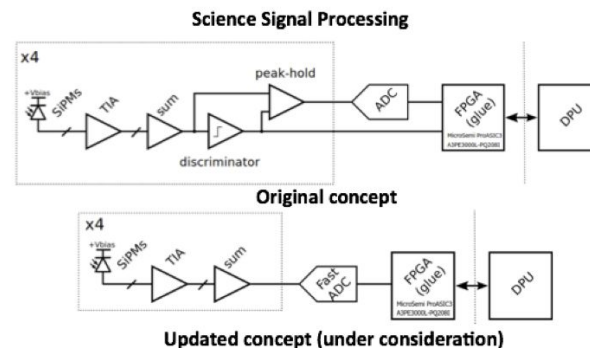 Science Signal Processing
x4
+Vbias
SiPMs
TIA
sum
peak-hold
discriminator
ADC
FPGA
(glue)
MicroSemi ProASIC3
A3PE3000L-PQ208I
DPU
Original concept
x4
+Vbias
SiPMs
TIA
sum
Fast
ADC
FPGA
(glue)
MicroSemi ProASIC3
A3PE3000L-PQ208I
DPU
Updated concept (under consideration)